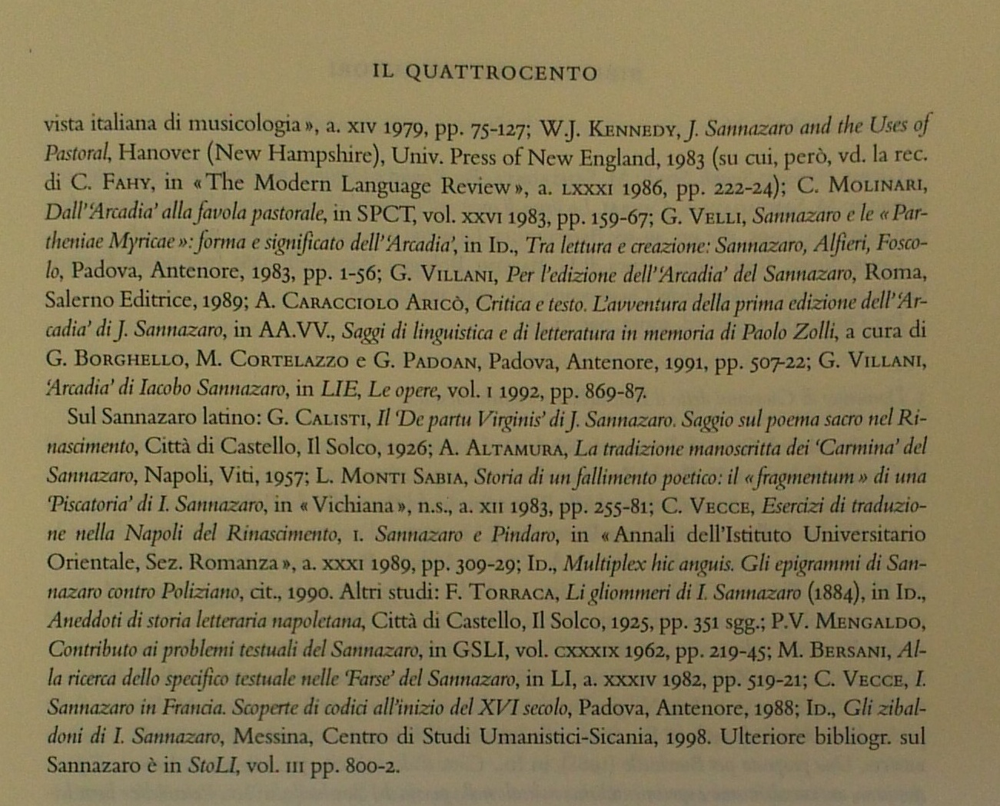 IL QUATTROCENTO
vista italiana di musicologia», a. XIV 1979, pp. 75-127; W.J. KENNEDY, J. Sannazaro and the Uses of
Pastoral, Hanover (New Hampshire), Univ. Press of New England, 1983 (su cui, però, vd. la rec.
di C. FAHY, in «The Modern Language Review», a. LXXXI 1986, pp. 222-24); C. MOLINARI,
Dall'‘Arcadia’ alla favola pastorale, in SPCT, vol. XXVI 1983, pp. 159-67; G. VELLI, Sannazaro e le «Par-
theniae Myricae»: forma e significato dell'‘Arcadia’, in ID., Tra lettura e creazione: Sannazaro, Alfieri, Fosco-
lo, Padova, Antenore, 1983, pp. 1-56; G. VILLANI, Per l'edizione dell'‘Arcadia’ del Sannazaro, Roma,
Salerno Editrice, 1989; A. CARACCIOLO ARICÒ, Critica e testo. L'avventura della prima edizione dell'‘Ar-
cadia’ di J. Sannazaro, in AA.VV., Saggi di linguistica e di letteratura in memoria di Paolo Zolli, a cura di
G. BORGHELLO, M. CORTELAZZO e G. PADOAN, Padova, Antenore, 1991, pp. 507-22; G. VILLANI,
‘Arcadia’ di Iacobo Sannazaro, in LIE, Le opere, vol. I 1992, pp. 869-87.
Sul Sannazaro latino: G. CALISTI, Il ‘De partu Virginis’ di J. Sannazaro. Saggio sul poema sacro nel Ri-
nascimento, Città di Castello, Il Solco, 1926; A. ALTAMURA, La tradizione manoscritta dei ‘Carmina’ del
Sannazaro, Napoli, Viti, 1957; L. MONTI SABIA, Storia di un fallimento poetico: il «fragmentum» di una
‘Piscatoria’ di I. Sannazaro, in «Vichiana», n.s., a. XII 1983, pp. 255-81; C. VECCE, Esercizi di traduzio-
ne nella Napoli del Rinascimento, I. Sannazaro e Pindaro, in «Annali dell'Istituto Universitario
Orientale, Sez. Romanza», a. XXXI 1989, pp. 309-29; ID., Multiplex hic anguis. Gli epigrammi di San-
nazaro contro Poliziano, cit., 1990. Altri studi: F. TORRACA, Li gliommeri di I. Sannazaro (1884), in ID.,
Aneddoti di storia letteraria napoletana, Città di Castello, Il Solco, 1925, pp. 351 sgg.; P.V. MENGALDO,
Contributo ai problemi testuali del Sannazaro, in GSLI, vol. CXXXIX 1962, pp. 219-45; M. BERSANI, Al-
la ricerca dello specifico testuale nelle ‘Farse’ del Sannazaro, in LI, a. XXXIV 1982, pp. 519-21; C. VECCE, I.
Sannazaro in Francia. Scoperte di codici all'inizio del XVI secolo, Padova, Antenore, 1988; ID., Gli zibal-
doni di I. Sannazaro, Messina, Centro di Studi Umanistici-Sicania, 1998. Ulteriore bibliogr. sul
Sannazaro è in StoLI, vol. III pp. 800-2.